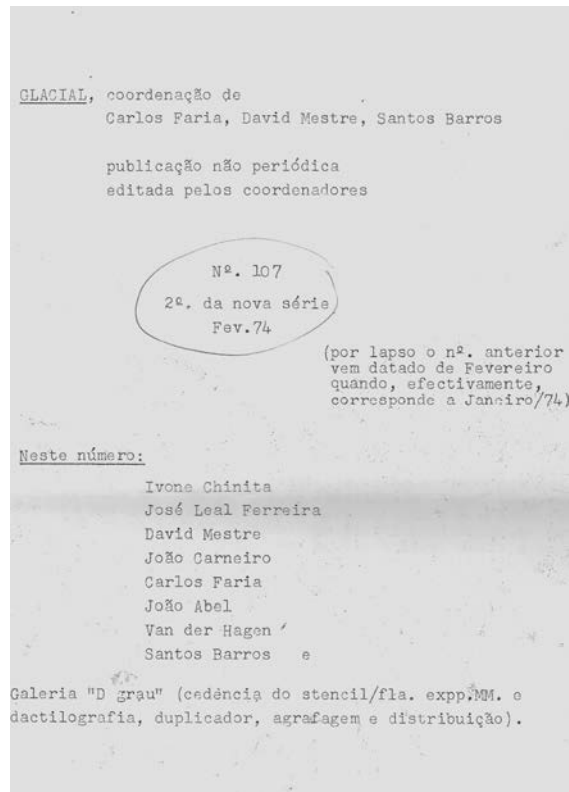 GLACIAL, coordenação de
Carlos Faria, David Mestre, Santos Barros
publicação não periódica
editada pelos coordenadores
Nº. 107
2º. da nova série
Fev.74
(por lapso o nº. anterior
vem datado de Fevereiro
quando, efectivamente,
corresponde a Janeiro/74)
Neste número:
Ivone Chinita
José Leal Ferreira
David Mestre
João Carneiro
Carlos Faria
João Abel
Van der Hagen
Santos Barros e
Galeria "D grau" (cedência do stencil/fla. expp.MM. e
dactilografia, duplicador, agrafagem e distribuição).